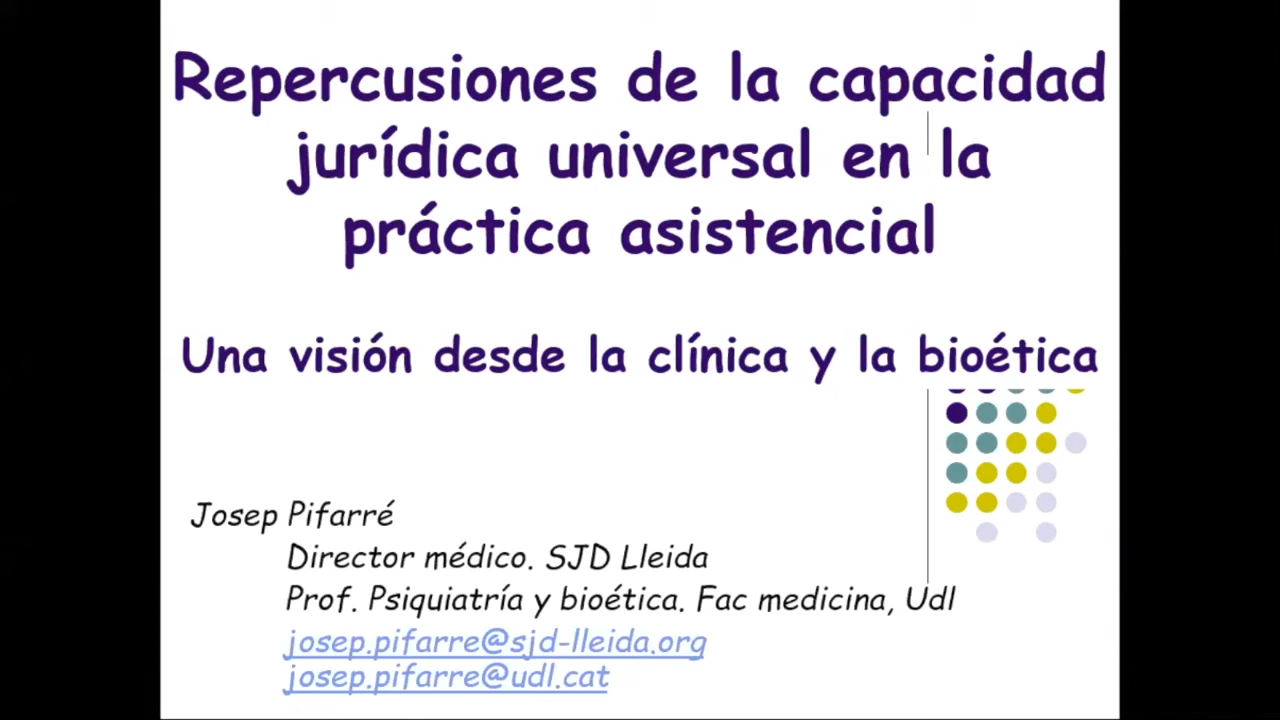 Repercusiones de la capacidad
jurídica universal en la
práctica asistencial
Una visión desde la clínica y la bioética
Josep Pifarré
Director médico. SJD Lleida
Prof. Psiquiatría y bioética. Fac medicina, Udl
josep.pifarre@sjd-lleida.org
josep.pifarre@udl.cat